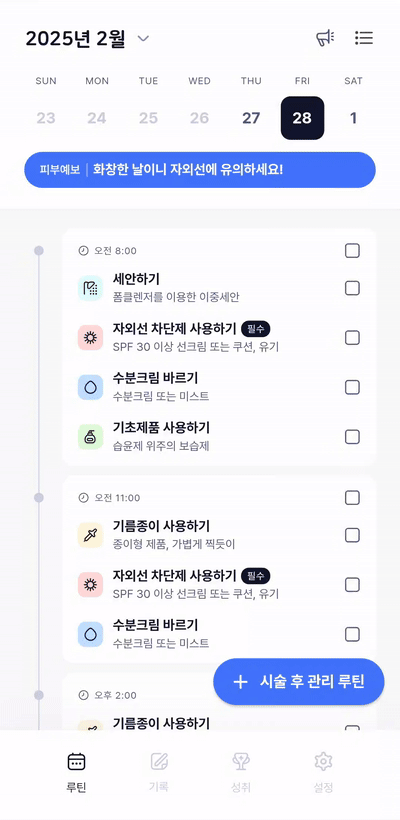 2025년 2월
SUN MON TUE WED THU FRI SAT
23 24 25 26 27 28 1
피부예보 | 화창한 날이니 자외선에 유의하세요!
오전 8:00
세안하기
폼클렌저를 이용한 이중세안
자외선 차단제 사용하기 필수
SPF 30 이상 선크림 또는 쿠션, 유기
수분크림 바르기
수분크림 또는 미스트
기초제품 사용하기
습윤제 위주의 보습제
오전 11:00
기름종이 사용하기
종이형 제품, 가볍게 찍듯이
자외선 차단제 사용하기 필수
SPF 30 이상 선크림 또는 쿠션, 유기
수분크림 바르기
수분크림 또는 미스트
+ 시술 후 관리 루틴
오후 2:00
기름종이 사용하기
루틴 기록 성취 설정